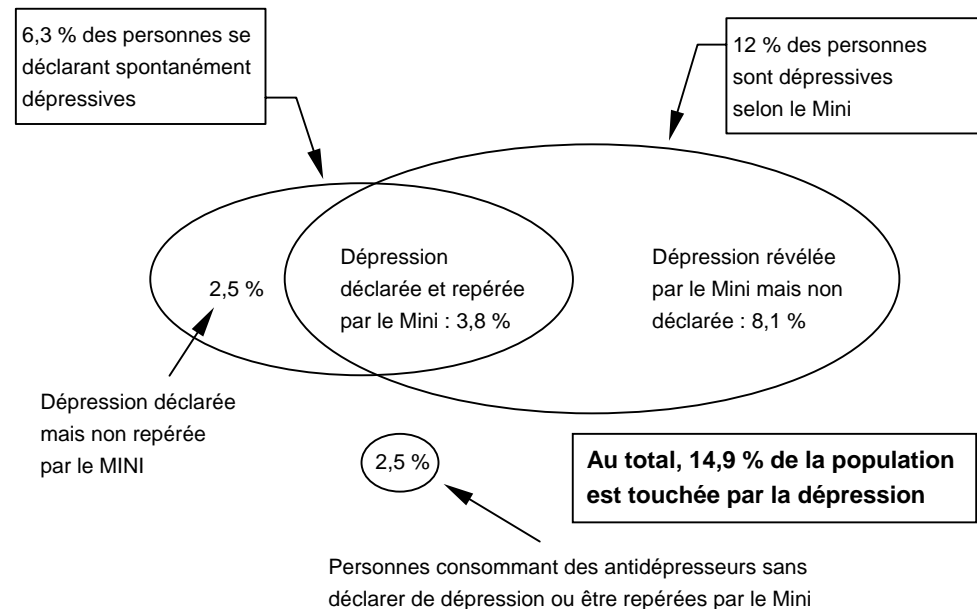 6,3 % des personnes se
déclarant spontanément
dépressives
12 % des personnes
sont dépressives
selon le Mini
2,5 %
Dépression
déclarée et repérée
par le Mini : 3,8 %
Dépression révélée
par le Mini mais non
déclarée : 8,1 %
Dépression déclarée
mais non repérée
par le MINI
2,5 %
Au total, 14,9 % de la population
est touchée par la dépression
Personnes consommant des antidépresseurs sans
déclarer de dépression ou être repérées par le Mini